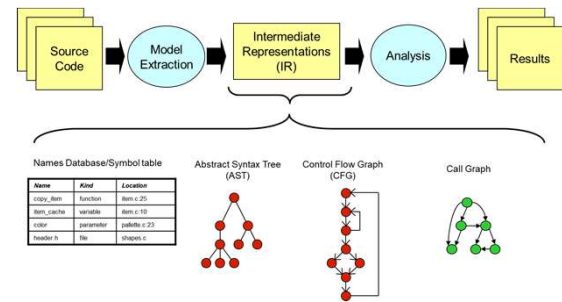 Source
Code
Model
Extraction
Intermediate
Representations
(IR)
Analysis
Results
Names Database/Symbol table
Name Kind Location
copy_item function item.c:25
item_cache variable item.c:10
color parameter palette.c:23
header.h file shapes.c
Abstract Syntax Tree
(AST)
Control Flow Graph
(CFG)
Call Graph